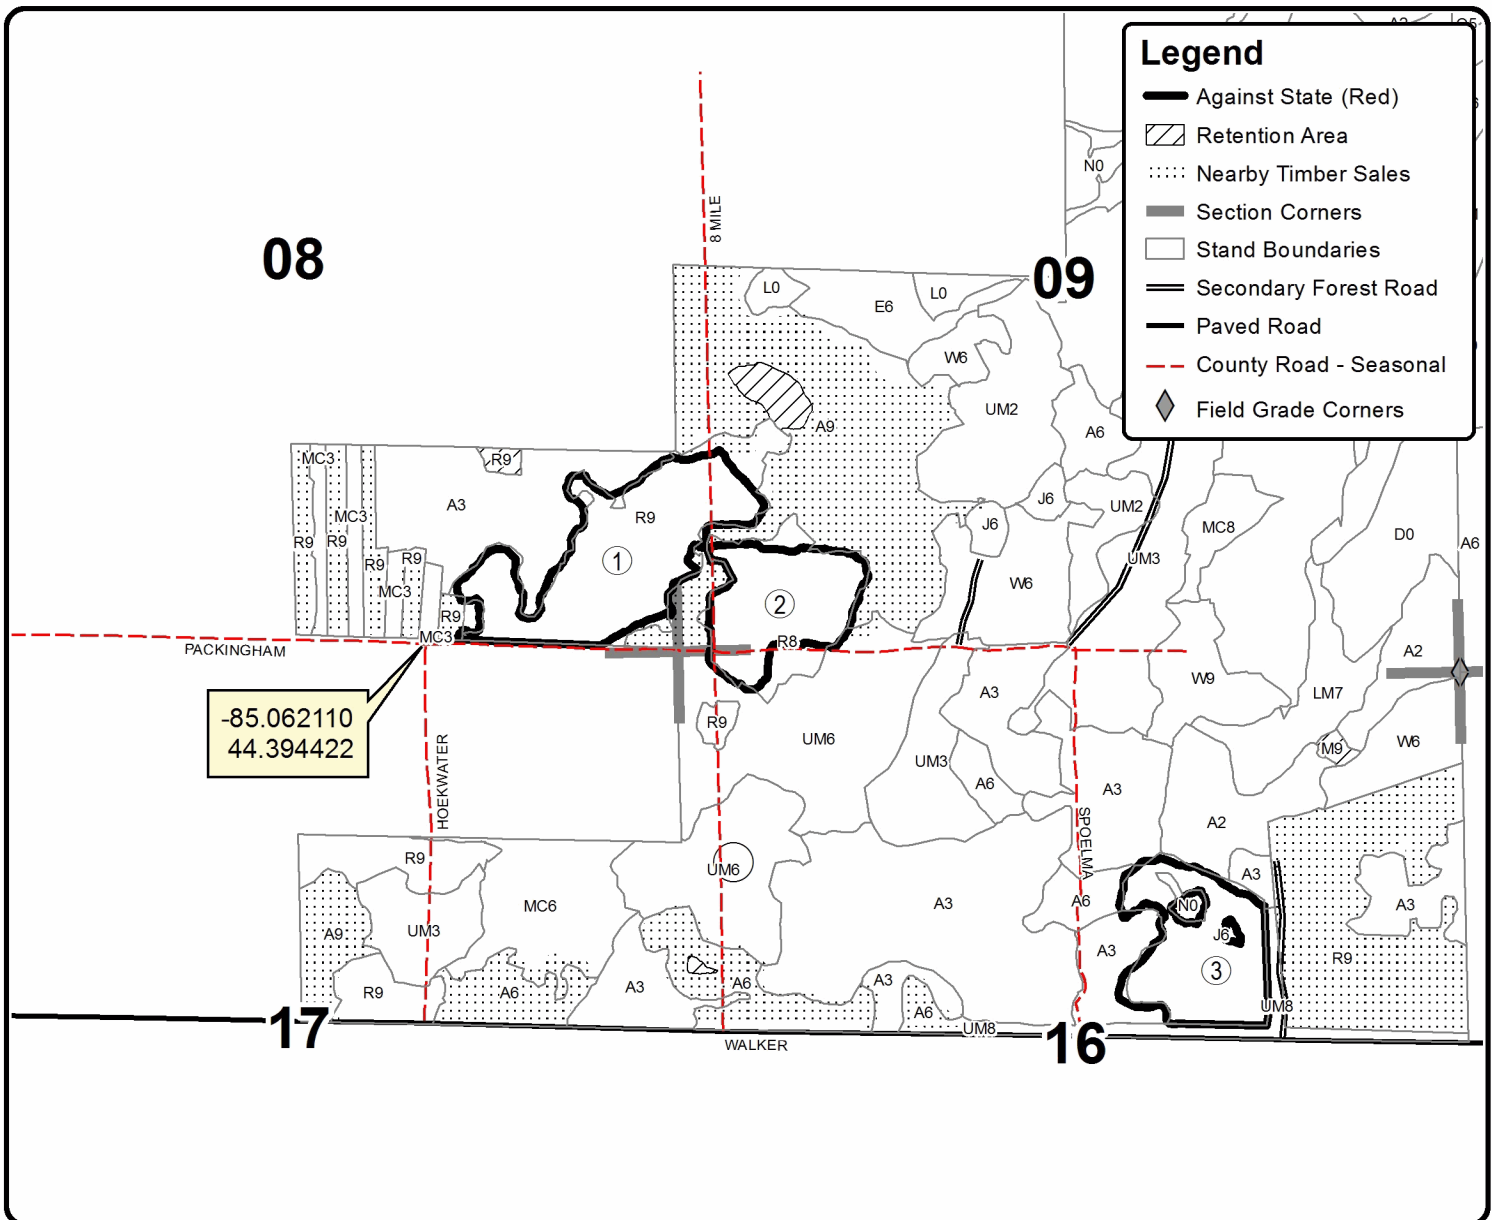 Legend
Against State (Red)
Retention Area
Nearby Timber Sales
Section Corners
Stand Boundaries
Secondary Forest Road
Paved Road
County Road - Seasonal
Field Grade Corners
N0
8 MILE
08
09
L0
L0
E6
W6
UM2
A9
A6
MC3
R9
A3
R9
J6
J6
UM2
MC8
D0
A6
MC3
R9
R9
1
UM3
R9
R9
MC3
W6
2
R9
MC3
R8
PACKINGHAM
A2
W9
A3
LM7
-85.062110
44.394422
R9
UM6
M9
W6
HOEKWATER
UM3
A6
A3
SPOELMA
A2
R9
UM6
A3
MC6
A3
A6
N0
A3
A9
UM3
J6
A3
R9
3
R9
A6
A3
A6
A3
A6
UM8
UM8
17
16
WALKER